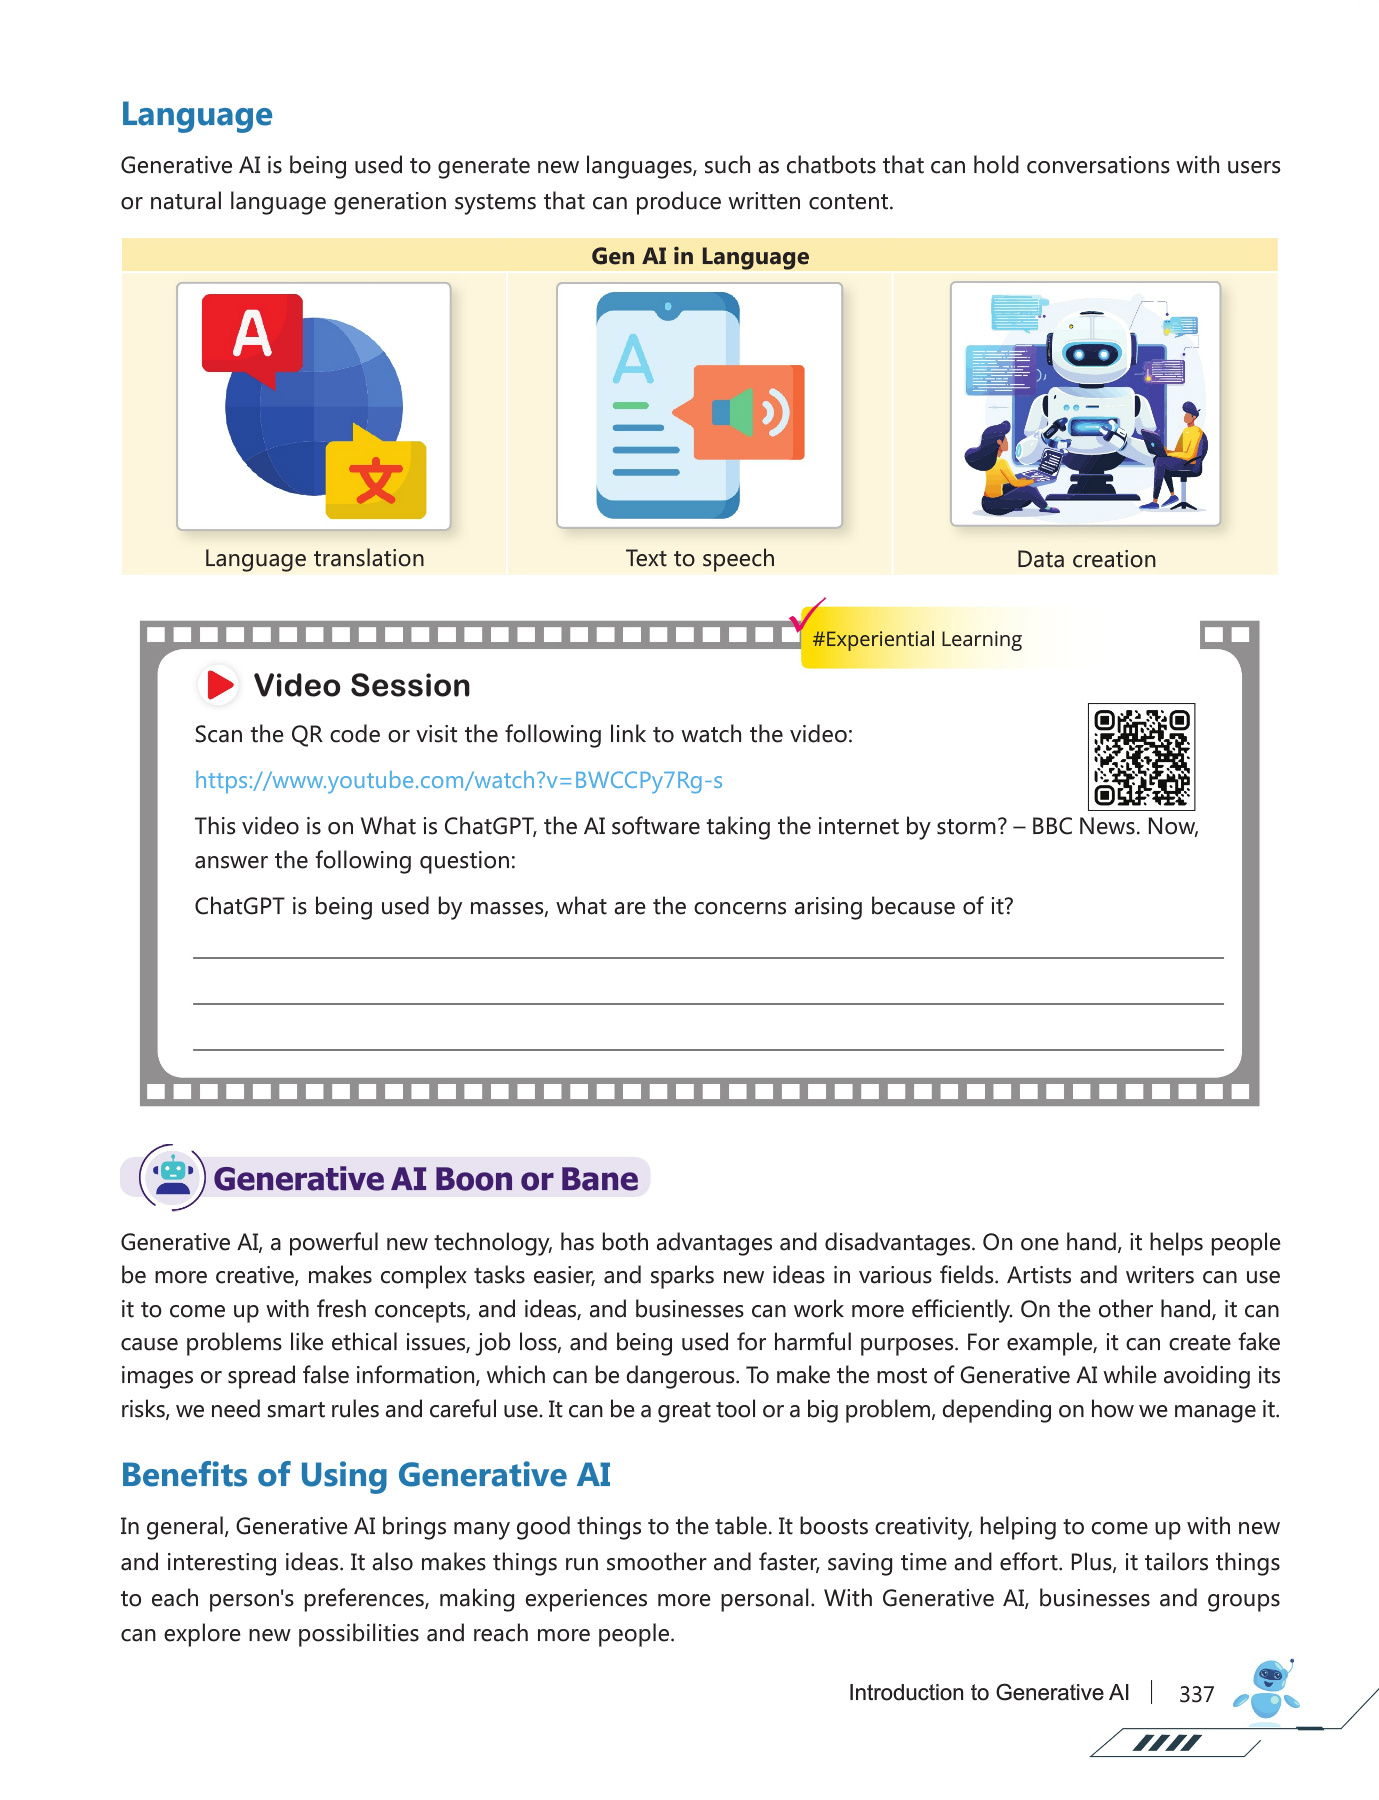 Language
Generative AI is being used to generate new languages, such as chatbots that can hold conversations with users
or natural language generation systems that can produce written content.
Gen AI in Language
A
文
A
Language translation
Text to speech
Data creation
#Experiential Learning
Video Session
Scan the QR code or visit the following link to watch the video:
https://www.youtube.com/watch?v=BWCCPy7Rg-s
This video is on What is ChatGPT, the AI software taking the internet by storm? – BBC News. Now,
answer the following question:
ChatGPT is being used by masses, what are the concerns arising because of it?
Generative AI Boon or Bane
Generative AI, a powerful new technology, has both advantages and disadvantages. On one hand, it helps people
be more creative, makes complex tasks easier, and sparks new ideas in various fields. Artists and writers can use
it to come up with fresh concepts, and ideas, and businesses can work more efficiently. On the other hand, it can
cause problems like ethical issues, job loss, and being used for harmful purposes. For example, it can create fake
images or spread false information, which can be dangerous. To make the most of Generative AI while avoiding its
risks, we need smart rules and careful use. It can be a great tool or a big problem, depending on how we manage it.
Benefits of Using Generative AI
In general, Generative AI brings many good things to the table. It boosts creativity, helping to come up with new
and interesting ideas. It also makes things run smoother and faster, saving time and effort. Plus, it tailors things
to each person's preferences, making experiences more personal. With Generative AI, businesses and groups
can explore new possibilities and reach more people.
Introduction to Generative AI
337